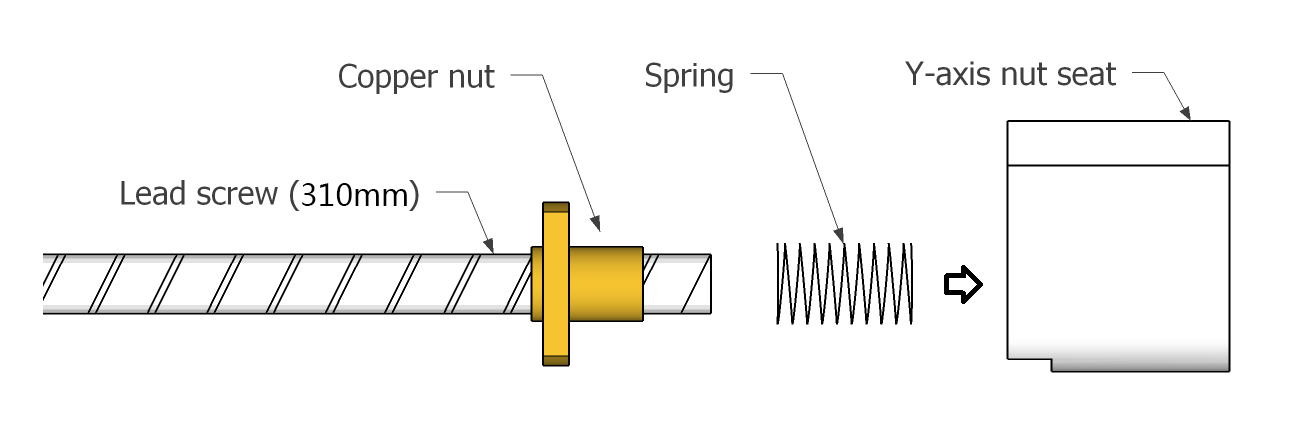 Copper nut
Spring
Y-axis nut seat
Lead screw (310mm)